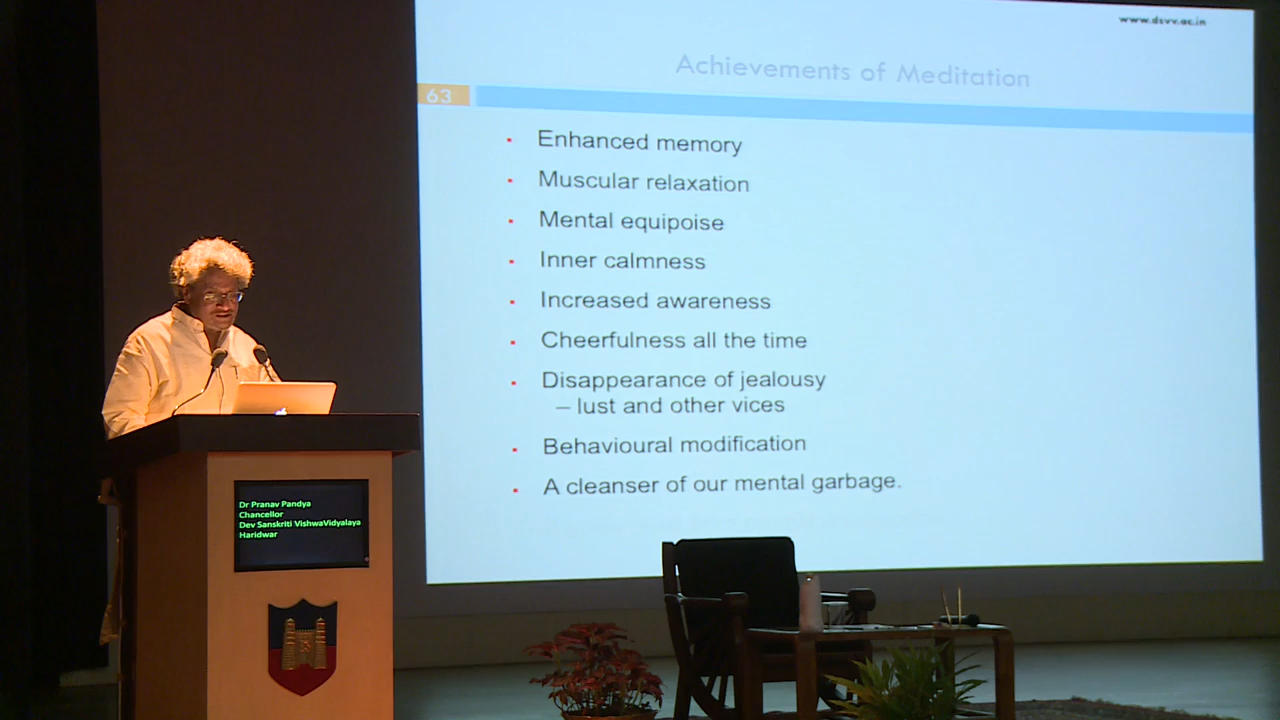 www.dsvv.ac.in
Achievements of Meditation
63
Enhanced memory
Muscular relaxation
Mental equipoise
Inner calmness
Increased awareness
Cheerfulness all the time
Disappearance of jealousy
– lust and other vices
Behavioural modification
A cleanser of our mental garbage.
Dr Pranav Pandya
Chancellor
Dev Sanskriti VishwaVidyalaya
Haridwar